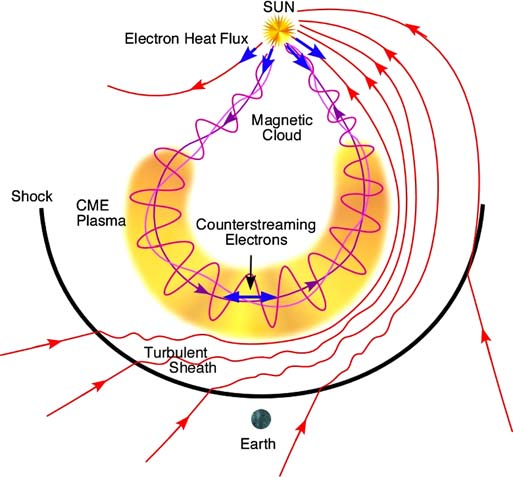 SUN
Electron Heat Flux
Magnetic
Cloud
Shock
CME
Plasma
Counterstreaming
Electrons
Turbulent
Sheath
Earth